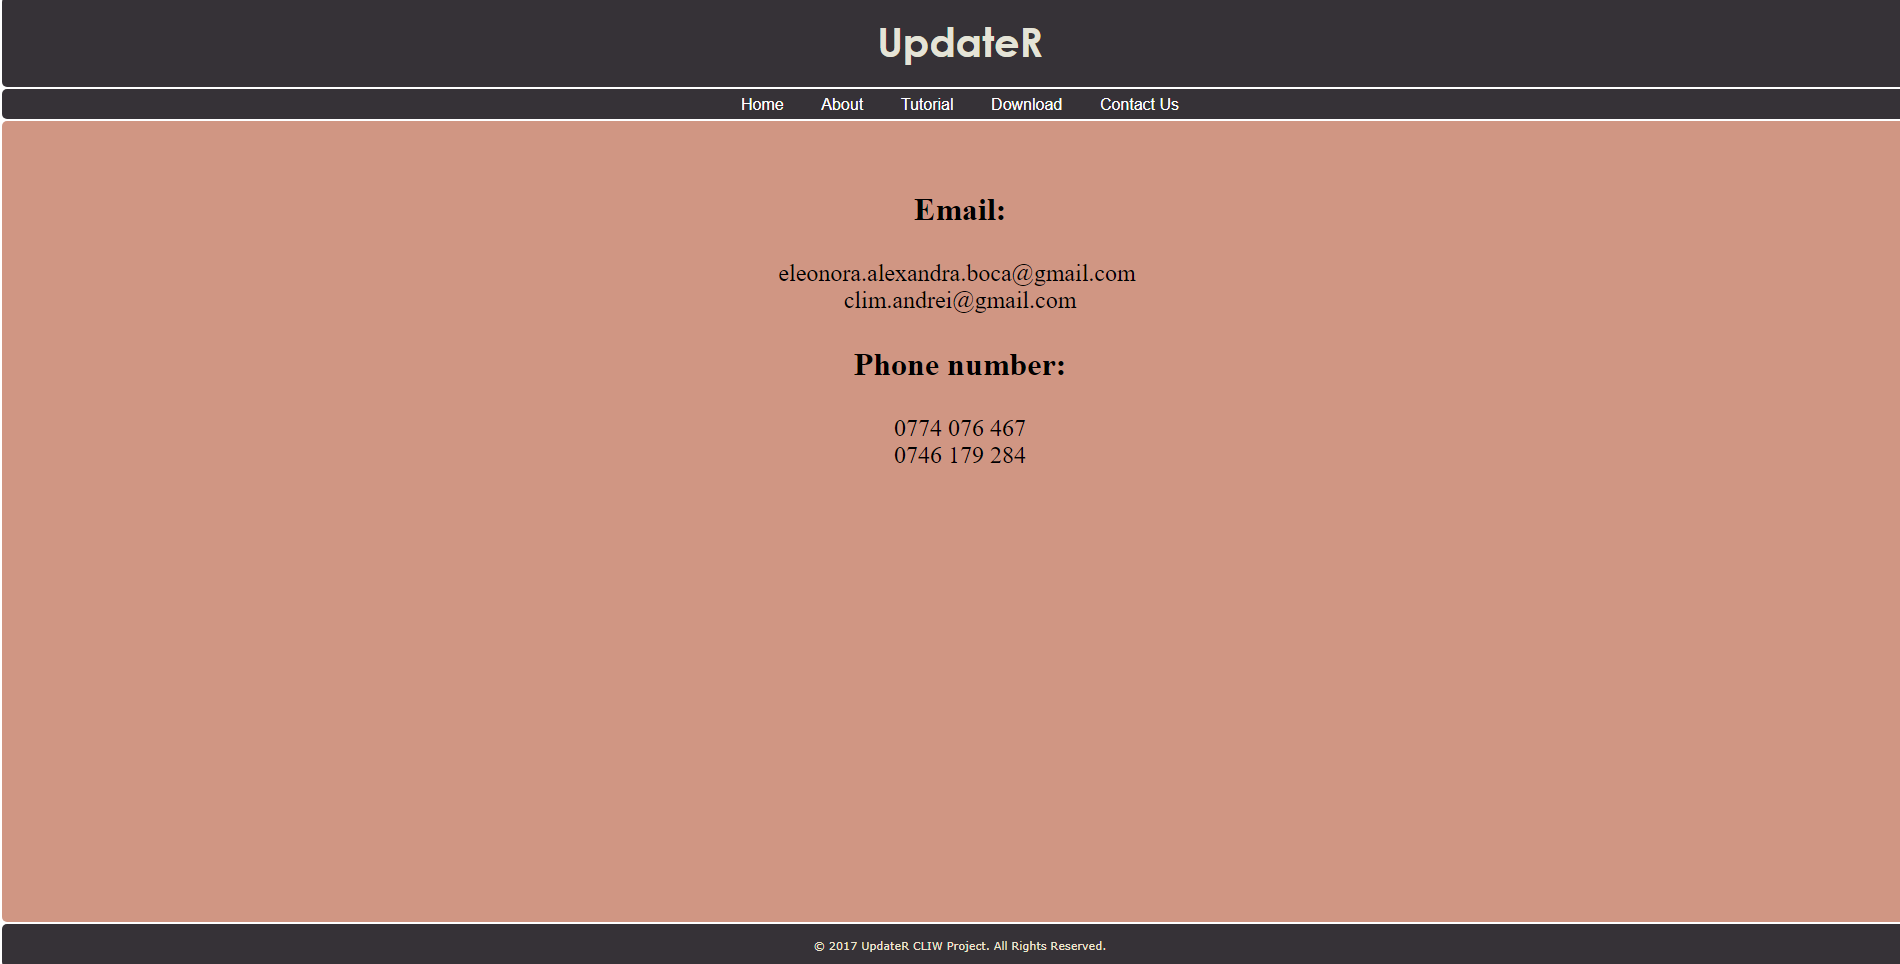 UpdateR
Home About Tutorial Download Contact Us
Email:
eleonora.alexandra.boca@gmail.com
clim.andrei@gmail.com
Phone number:
0774 076 467
0746 179 284
© 2017 UpdateR CLIW Project. All Rights Reserved.